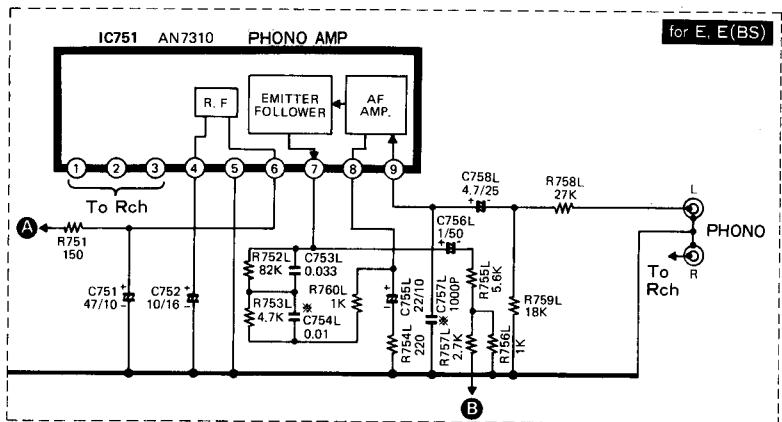 IC751 AN7310 PHONO AMP
for E, E(BS)
R.F
EMITTER
FOLLOWER
AF
AMP.
1 2 3 4 5 6 7 8 9
To Rch
A
R751
150
C751
47/10
C752
10/16
R752L
82K
C753L
0.033
R753L
4.7K
※
C754L
0.01
R760L
1K
C755L
22/10
R754L
220
C756L
1/50
C757L
1000P
※
R757L
2.7K
R755L
5.6K
R756L
1K
C758L
4.7/25
R758L
27K
R759L
18K
L
PHONO
R
To
Rch
B